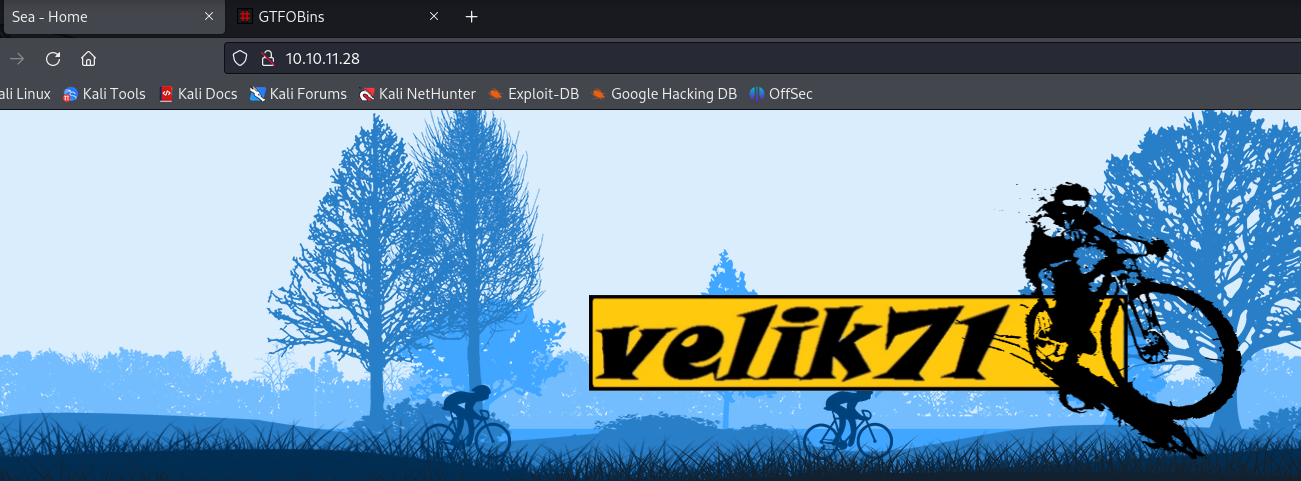 Sea - Home
GTFOBins
10.10.11.28
ali Linux
Kali Tools
Kali Docs
Kali Forums
Kali NetHunter
Exploit-DB
Google Hacking DB
OffSec
velik71